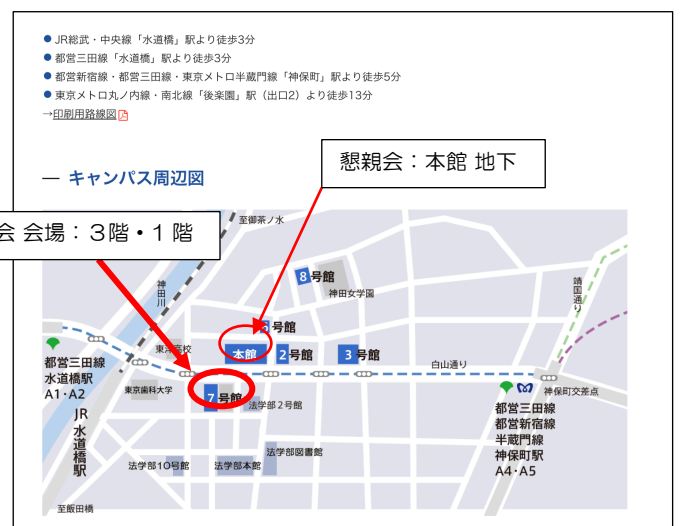 ● JR総武・中央線「水道橋」駅より徒歩3分
● 都営三田線「水道橋」駅より徒歩3分
● 都営新宿線・都営三田線・東京メトロ半蔵門線「神保町」駅より徒歩5分
● 東京メトロ丸ノ内線・南北線「後楽園」駅（出口2）より徒歩13分
→印刷用路線図
懇親会：本館 地下
— キャンパス周辺図
会 会場：３階・１階
至御茶ノ水
神田川
8号館
神田女学園
靖国通り
号館
東洋高校
本館
2号館
3号館
白山通り
都営三田線
水道橋駅
A1･A2
東京歯科大学
7号館
法学部2号館
神保町交差点
都営三田線
都営新宿線
半蔵門線
神保町駅
A4･A5
JR水道橋駅
法学部図書館
法学部10号館
法学部本館
至飯田橋